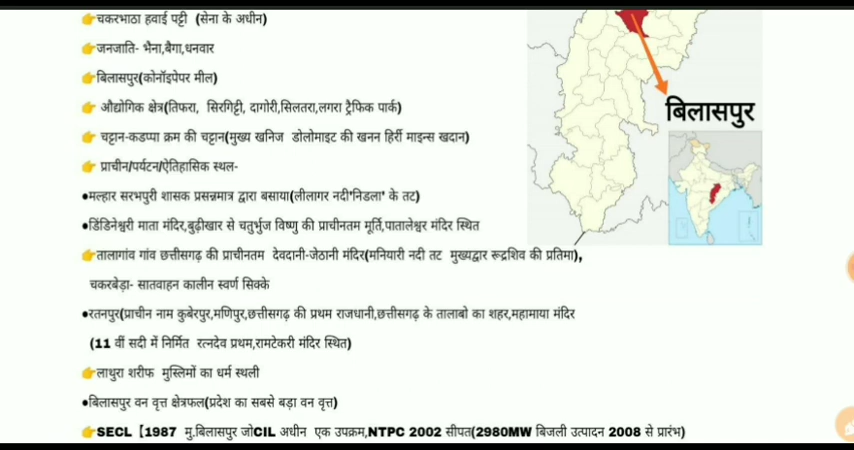 👉चकरभाठा हवाई पट्टी (सेना के अधीन)
👉जनजाति- भैना,बैगा,धनवार
👉बिलासपुर(कोनॉइपेपर मील)
👉 औद्योगिक क्षेत्र(तिफरा, सिरगिट्टी, दागोरी,सिलतरा,लगरा ट्रैफिक पार्क)
👉 चट्टान-कडप्पा क्रम की चट्टान(मुख्य खनिज डोलोमाइट की खनन हिर्री माइन्स खदान)
👉 प्राचीन/पर्यटन/ऐतिहासिक स्थल-
●मल्हार सरभपुरी शासक प्रसन्नमात्र द्वारा बसाया(लीलागर नदी'निडला' के तट)
●डिंडिनेश्वरी माता मंदिर,बुढ़ीखार से चतुर्भुज विष्णु की प्राचीनतम मूर्ति,पातालेश्वर मंदिर स्थित
👉तालागांव गांव छत्तीसगढ़ की प्राचीनतम देवदानी-जेठानी मंदिर(मनियारी नदी तट मुख्यद्वार रूद्रशिव की प्रतिमा),
चकरबेड़ा- सातवाहन कालीन स्वर्ण सिक्के
●रतनपुर(प्राचीन नाम कुबेरपुर,मणिपुर,छत्तीसगढ़ की प्रथम राजधानी,छत्तीसगढ़ के तालाबो का शहर,महामाया मंदिर
(11 वीं सदी में निर्मित रत्नदेव प्रथम,रामटेकरी मंदिर स्थित)
👉लाथुरा शरीफ मुस्लिमों का धर्म स्थली
●बिलासपुर वन वृत्त क्षेत्रफल(प्रदेश का सबसे बड़ा वन वृत्त)
👉SECL [1987 मु.बिलासपुर जोCIL अधीन एक उपक्रम,NTPC 2002 सीपत(2980MW बिजली उत्पादन 2008 से प्रारंभ)
बिलासपुर